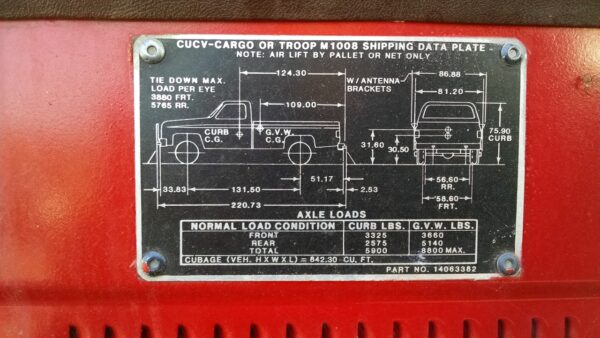 CUCV-CARGO OR TROOP M1008 SHIPPING DATA PLATE
NOTE: AIR LIFT BY PALLET OR NET ONLY
TIE DOWN MAX.
LOAD PER EYE
3880 FRT.
5765 RR.
124.30
109.00
W/ANTENNA
BRACKETS
86.88
81.20
CURB
C.G.
G.V.W.
C.G.
31.60
30.50
75.90
CURB
33.83
131.50
51.17
2.53
220.73
56.60
RR.
58.60
FRT.
AXLE LOADS
NORMAL LOAD CONDITION CURB LBS. G.V.W. LBS.
FRONT 3325 3660
REAR 2575 5140
TOTAL 5900 8800 MAX.
CUBAGE (VEH. HXWXL) = 842.30 CU. FT.
PART NO. 14063382